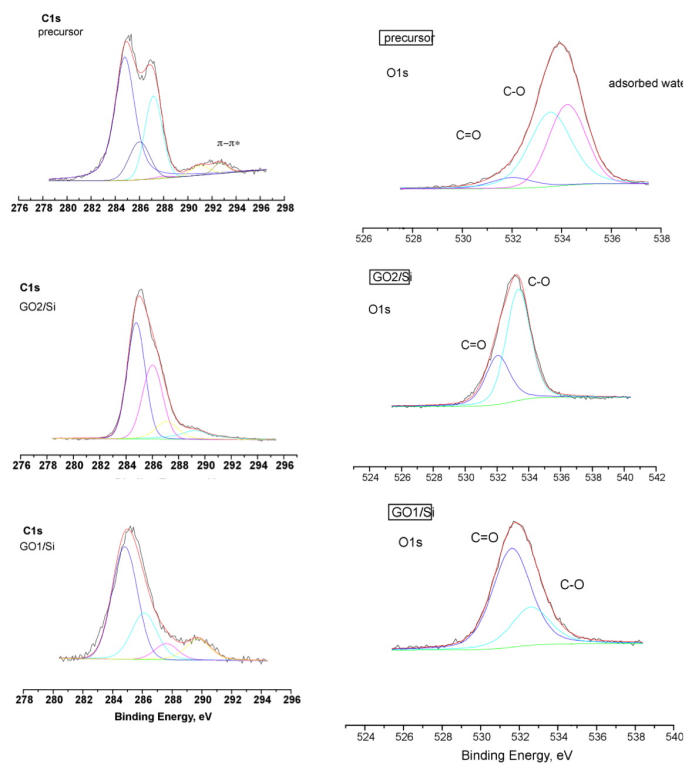 C1s
precursor
π–π*
276 278 280 282 284 286 288 290 292 294 296 298
precursor
O1s
C=O
C-O
adsorbed wate
526 528 530 532 534 536 538
C1s
GO2/Si
276 278 280 282 284 286 288 290 292 294 296
GO2/Si
O1s
C=O
C-O
524 526 528 530 532 534 536 538 540 542
C1s
GO1/Si
282 280 282 284 285 286 288 290 292 294 296
Binding Energy, eV
GO1/Si
O1s
C=O
C-O
524 526 528 530 532 534 536 538 540
Binding Energy, eV